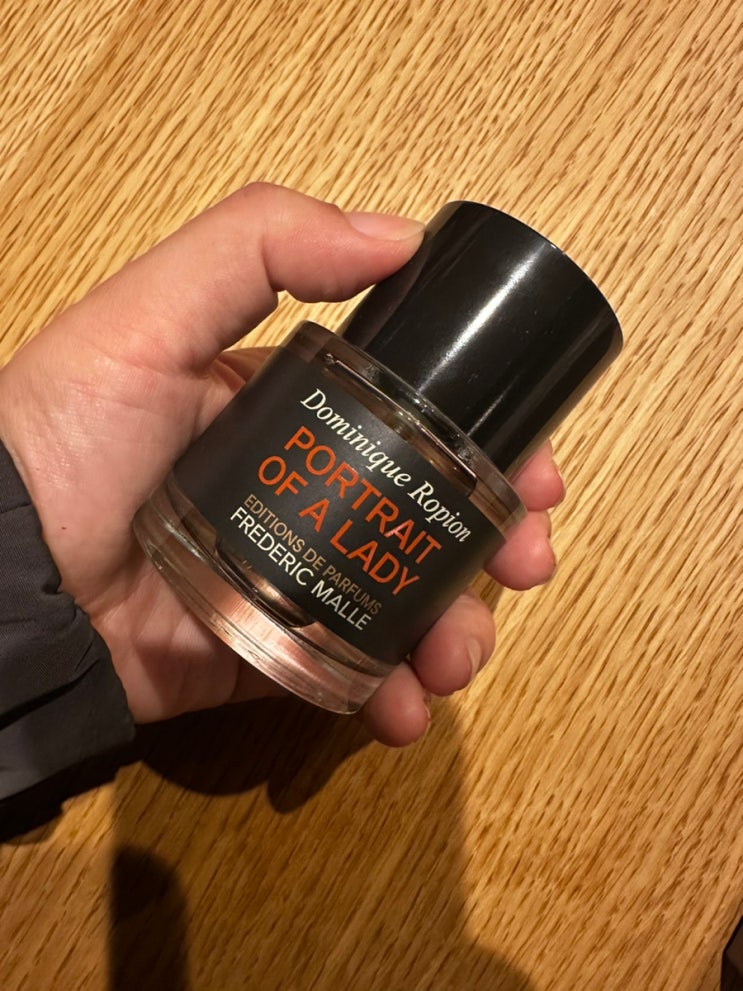 Dominique Ropion
PORTRAIT
OF A LADY
EDITIONS DE PARFUMS
FREDERIC MALLE